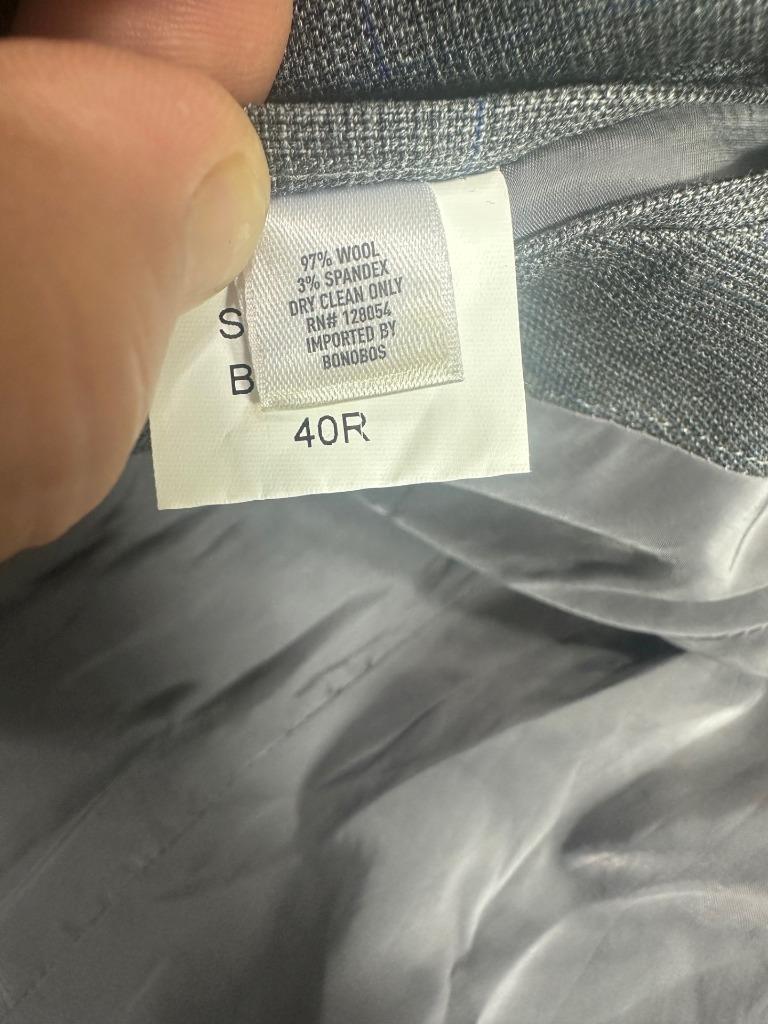 97% WOOL
3% SPANDEX
DRY CLEAN ONLY
RN# 128054
IMPORTED BY
BONOBOS
S
B
40R